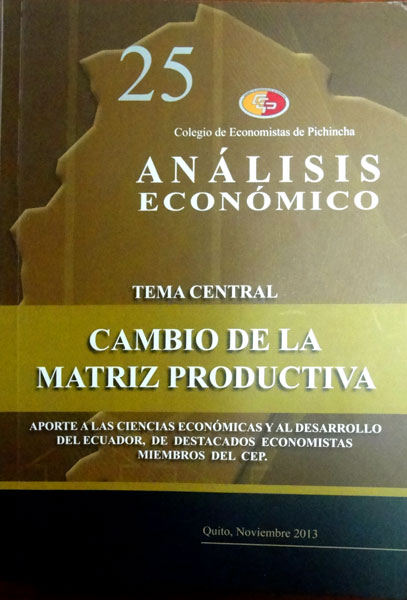 25
Colegio de Economistas de Pichincha
ANÁLISIS
ECONÓMICO
TEMA CENTRAL
CAMBIO DE LA
MATRIZ PRODUCTIVA
APORTE A LAS CIENCIAS ECONÓMICAS Y AL DESARROLLO
DEL ECUADOR, DE DESTACADOS ECONOMISTAS
MIEMBROS DEL CEP.
Quito, Noviembre 2013